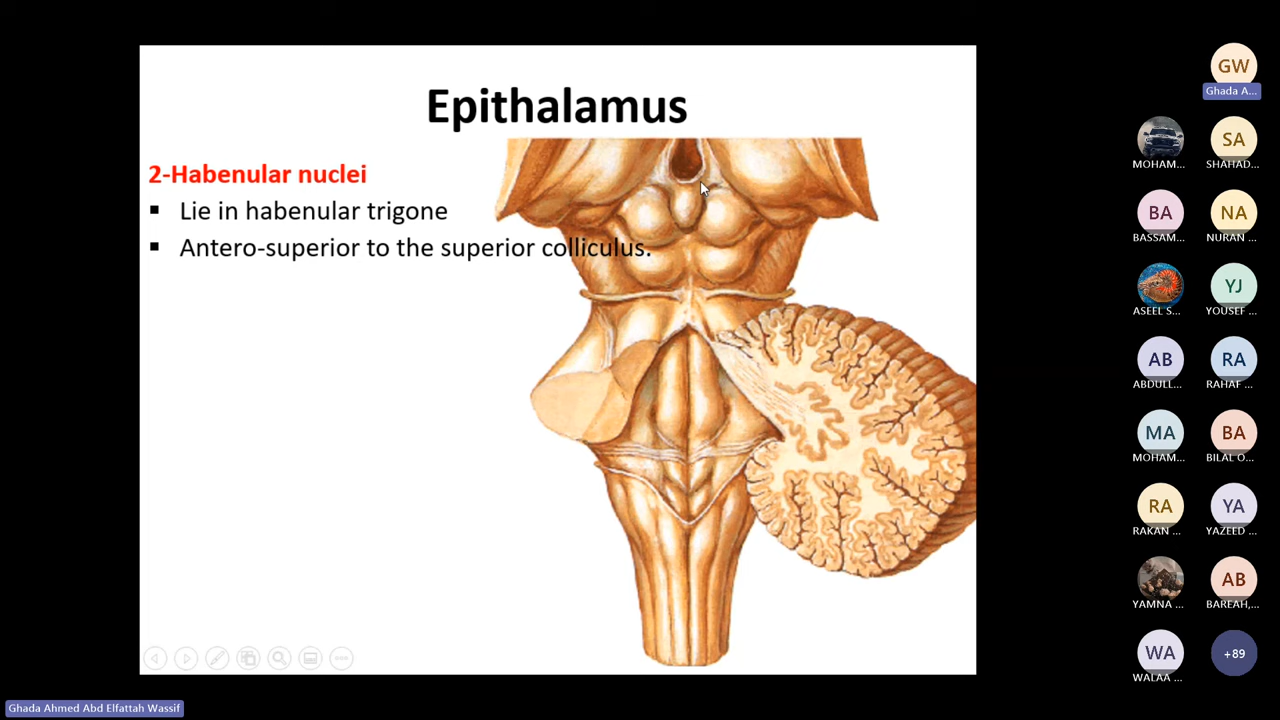 Epithalamus
2-Habenular nuclei
▪ Lie in habenular trigone
▪ Antero-superior to the superior colliculus.
GW
Ghada A...
MOHAM...
SA
SHAHAD...
BA
BASSAM...
NA
NURAN ...
ASEEL S...
YJ
YOUSEF ...
AB
ABDULL...
RA
RAHAF ...
MA
MOHAM...
BA
BILAL O...
RA
RAKAN ...
YA
YAZEED ...
YAMNA ...
AB
BAREAH,...
WA
WALAA ...
+89
Ghada Ahmed Abd Elfattah Wassif